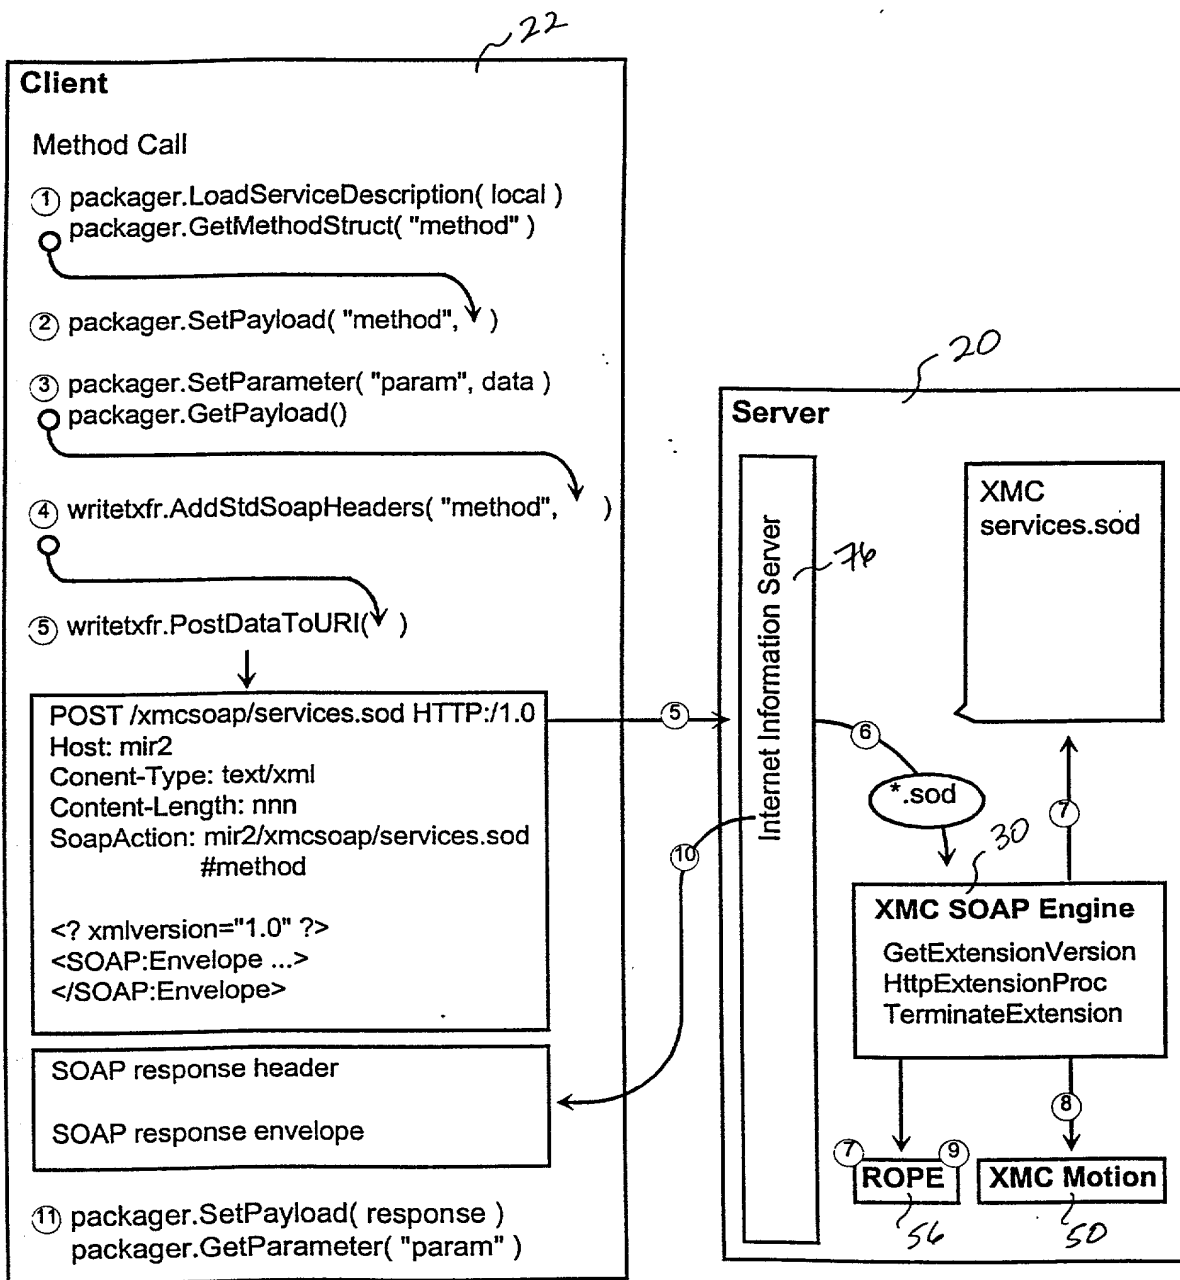 22
Client
Method Call
1 packager.LoadServiceDescription( local )
packager.GetMethodStruct( "method" )
2 packager.SetPayload( "method", )
3 packager.SetParameter( "param", data )
packager.GetPayload()
4 writetxfr.AddStdSoapHeaders( "method", )
5 writetxfr.PostDataToURI( )
POST /xmcsoap/services.sod HTTP:/1.0
Host: mir2
Conent-Type: text/xml
Content-Length: nnn
SoapAction: mir2/xmcsoap/services.sod
#method
<? xmlversion="1.0" ?>
<SOAP:Envelope ...>
</SOAP:Envelope>
SOAP response header
SOAP response envelope
11 packager.SetPayload( response )
packager.GetParameter( "param" )
5
10
20
Server
Internet Information Server
76
XMC
services.sod
6
*.sod
7
30
XMC SOAP Engine
GetExtensionVersion
HttpExtensionProc
TerminateExtension
8
7
9
ROPE
XMC Motion
56
50